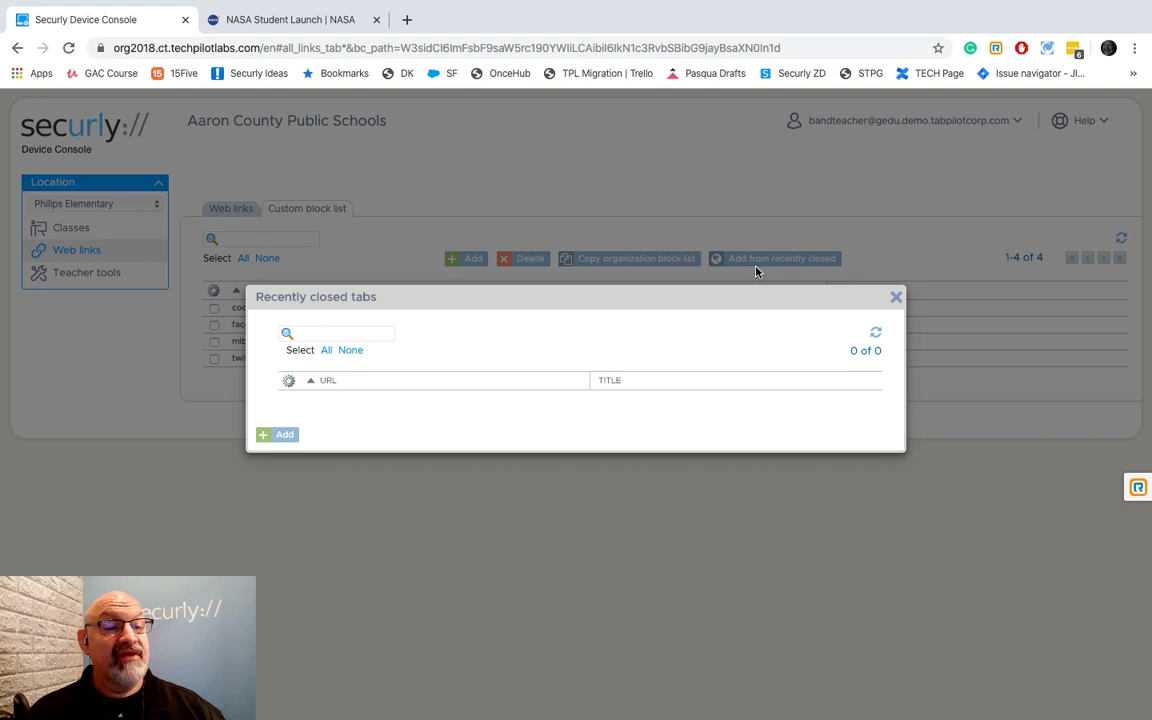 Securly Device Console
NASA Student Launch | NASA
org2018.ct.techpilotlabs.com/en#all_links_tab*&bc_path=W3sidCI6ImFsbF9saW5rc190YWIiLCAibiI6IkN1c3RvbSBibG9jayBsaXN0In1d
6
Apps
GAC Course
15 15Five
Securly Ideas
Bookmarks
DK
SF
OnceHub
TPL Migration | Trello
Pasqua Drafts
Securly ZD
STPG
TECH Page
Issue navigator - JI...
»
securly://
Device Console
Aaron County Public Schools
bandteacher@gedu.demo.tabpilotcorp.com
Help
Location
Philips Elementary
Classes
Web links
Teacher tools
Web links
Custom block list
Select All None
Add
Delete
Copy organization block list
Add from recently closed
1-4 of 4
Recently closed tabs
Select All None
0 of 0
URL
TITLE
Add
securly://